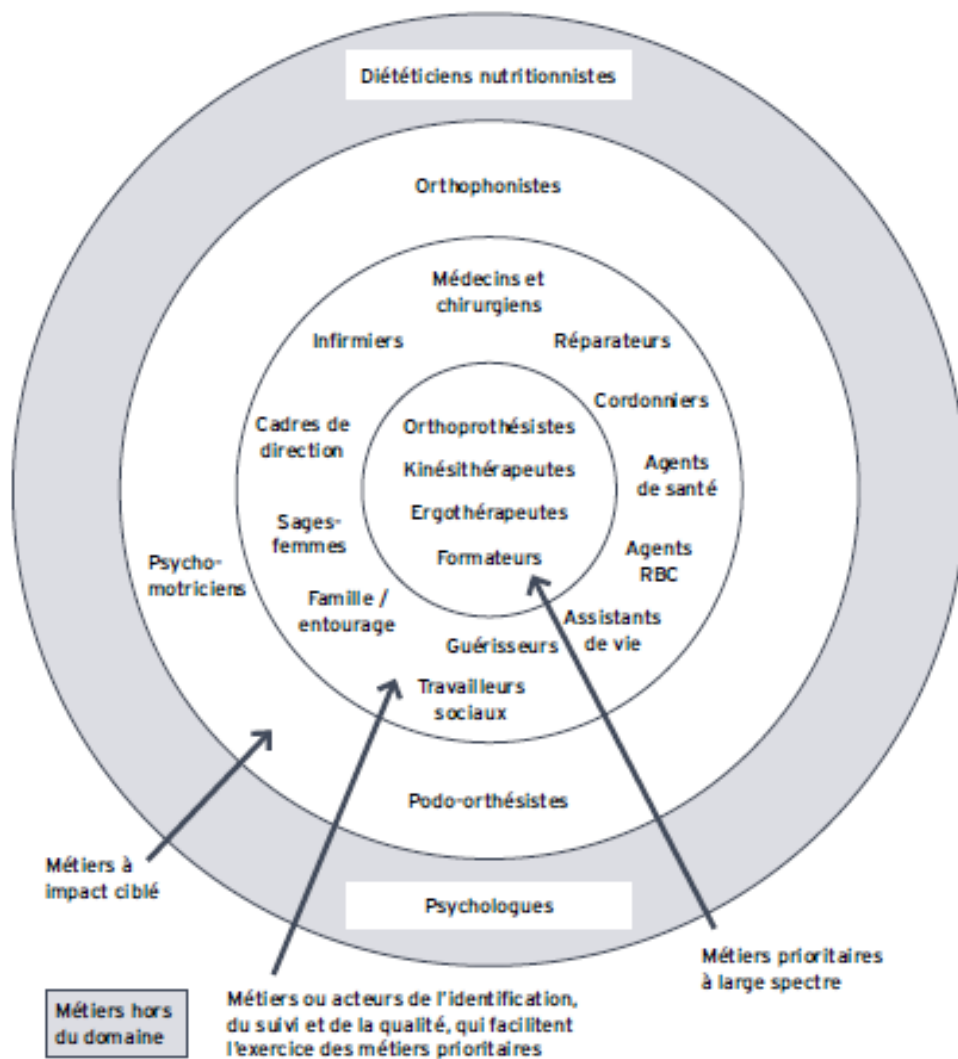 Diététiciens nutritionnistes
Orthophonistes
Médecins et
chirurgiens
Infirmiers
Réparateurs
Cordonniers
Cadres de
direction
Orthoprothésistes
Kinésithérapeutes
Ergothérapeutes
Formateurs
Agents
de santé
Sages-
femmes
Agents
RBC
Psycho-
motriciens
Famille /
entourage
Assistants
de vie
Guérisseurs
Travailleurs
sociaux
Podo-orthésistes
Métiers à
impact ciblé
Psychologues
Métiers prioritaires
à large spectre
Métiers hors
du domaine
Métiers ou acteurs de l'identification,
du suivi et de la qualité, qui facilitent
l'exercice des métiers prioritaires